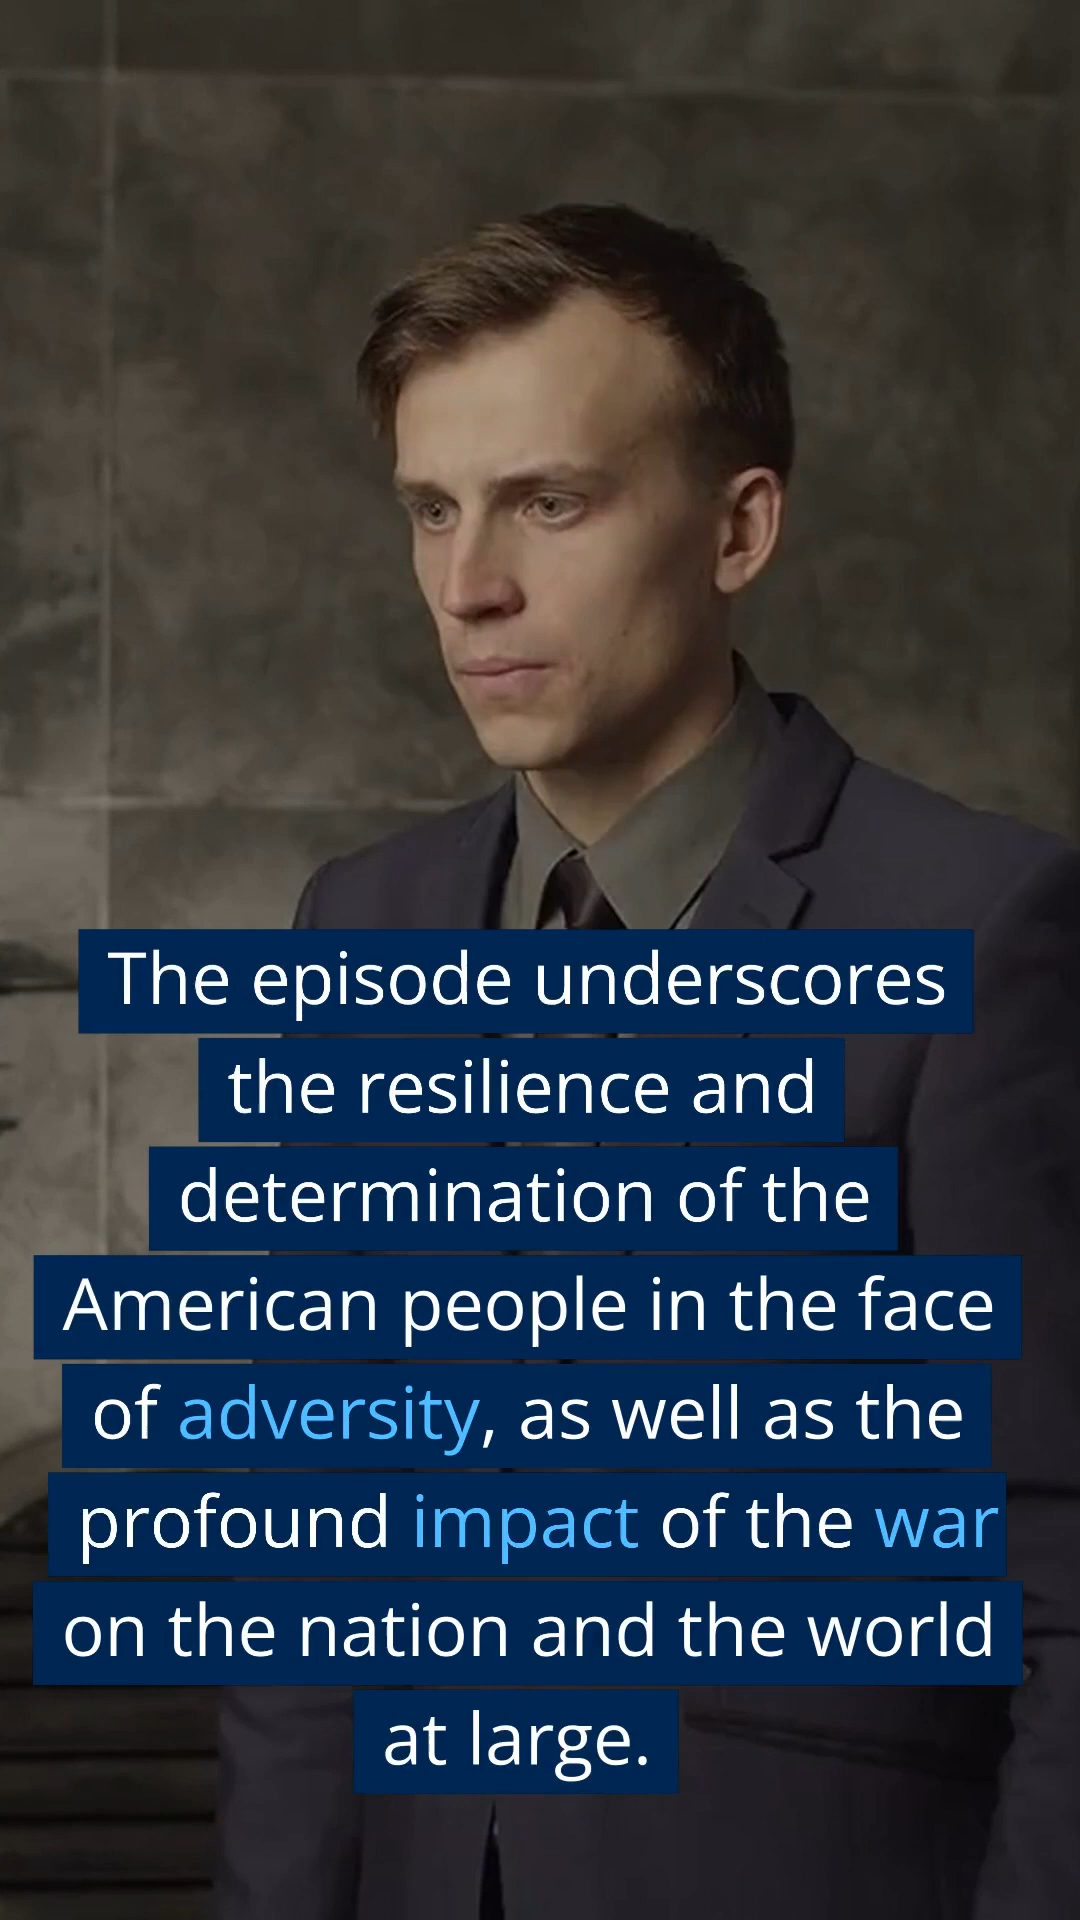 The episode underscores
the resilience and
determination of the
American people in the face
of adversity, as well as the
profound impact of the war
on the nation and the world
at large.